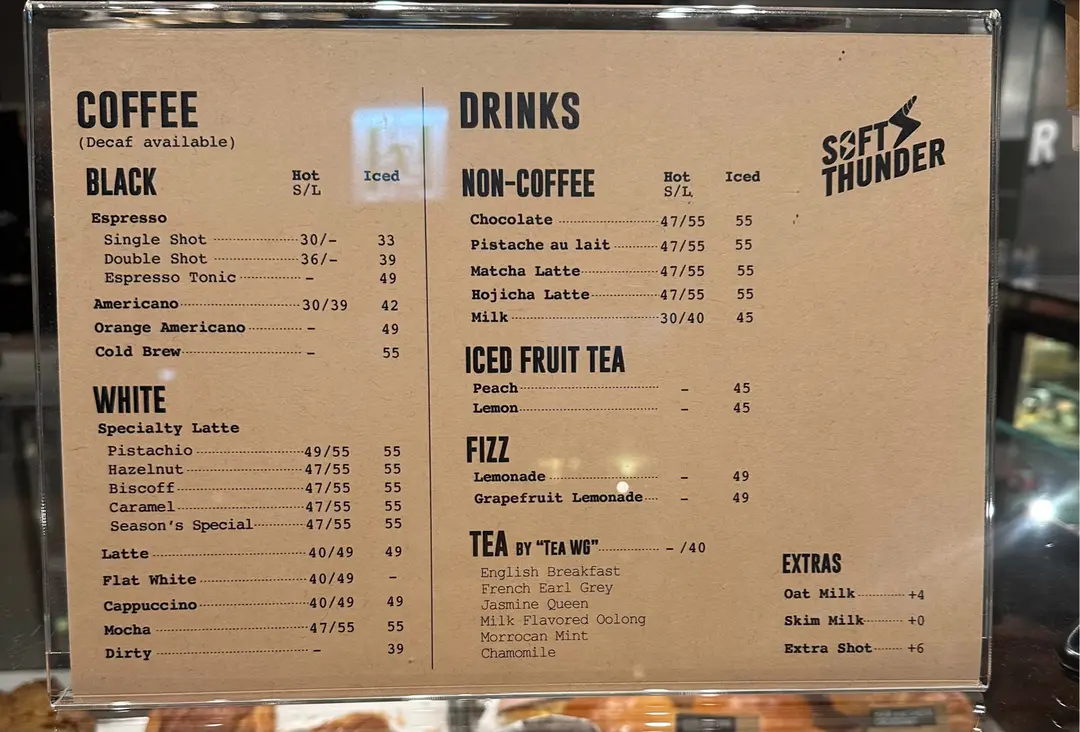 COFFEE
(Decaf available)
BLACK Hot S/L Iced
Espresso
Single Shot 30/- 33
Double Shot 36/- 39
Espresso Tonic - 49
Americano 30/39 42
Orange Americano - 49
Cold Brew - 55
WHITE
Specialty Latte
Pistachio 49/55 55
Hazelnut 47/55 55
Biscoff 47/55 55
Caramel 47/55 55
Season's Special 47/55 55
Latte 40/49 49
Flat White 40/49 -
Cappuccino 40/49 49
Mocha 47/55 55
Dirty - 39
DRINKS
NON-COFFEE Hot S/L Iced
Chocolate 47/55 55
Pistache au lait 47/55 55
Matcha Latte 47/55 55
Hojicha Latte 47/55 55
Milk 30/40 45
ICED FRUIT TEA
Peach - 45
Lemon - 45
FIZZ
Lemonade - 49
Grapefruit Lemonade - 49
TEA BY "TEA WG" - /40
English Breakfast
French Earl Grey
Jasmine Queen
Milk Flavored Oolong
Morrocan Mint
Chamomile
SOFT
THUNDER
EXTRAS
Oat Milk +4
Skim Milk +0
Extra Shot +6
R